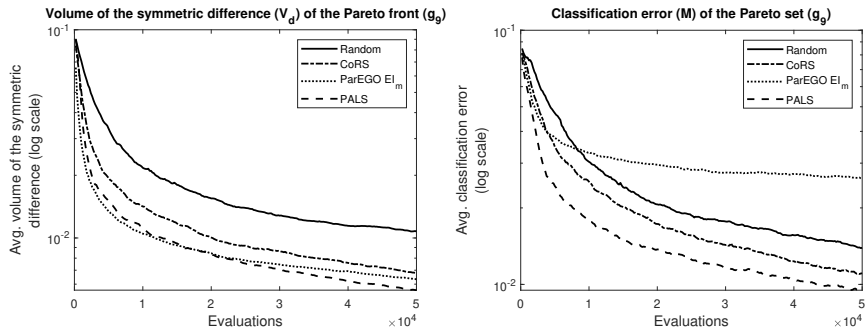 Volume of the symmetric difference (V_d) of the Pareto front (g_9)
10^-1
10^-2
Avg. volume of the symmetric
difference (log scale)
Random
CoRS
ParEGO EI_m
PALS
0 1 2 3 4 5
Evaluations
×10^4
Classification error (M) of the Pareto set (g_9)
10^-1
10^-2
Avg. classification error
(log scale)
Random
CoRS
ParEGO EI_m
PALS
0 1 2 3 4 5
Evaluations
×10^4